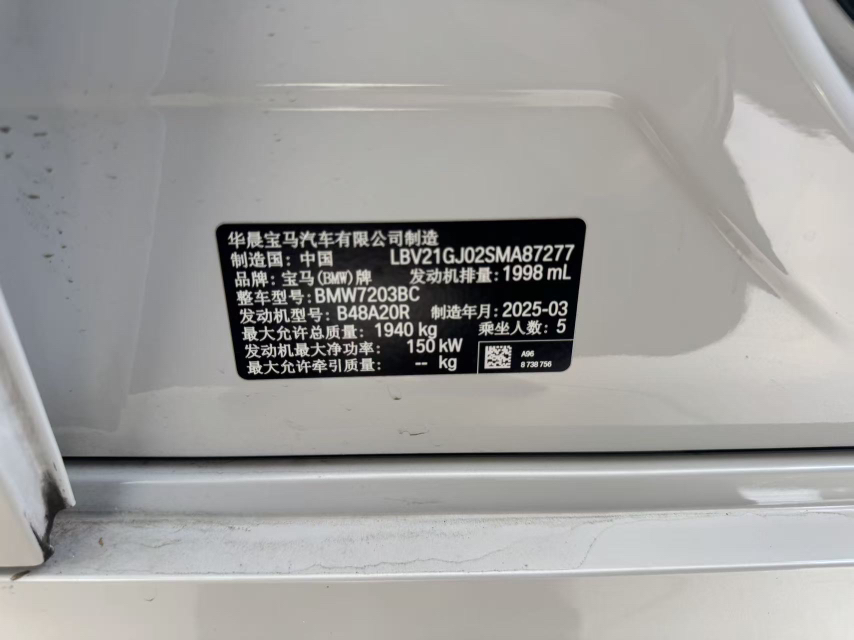 华晨宝马汽车有限公司制造
制造国: 中国 LBV21GJ02SMA87277
品牌: 宝马(BMW)牌 发动机排量: 1998 mL
整车型号: BMW7203BC
发动机型号: B48A20R 制造年月: 2025-03
最大允许总质量: 1940 kg 乘坐人数: 5
发动机最大净功率: 150 kW
最大允许牵引质量: -- kg
A96
8 738 756